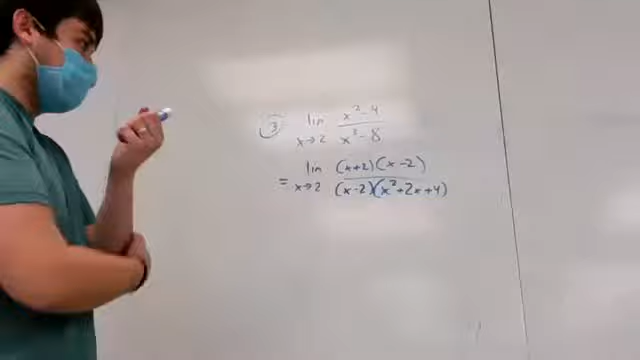 ③ lim x→2 (x²-4)/(x³-8)
= lim x→2 (x+2)(x-2)/(x-2)(x²+2x+4)